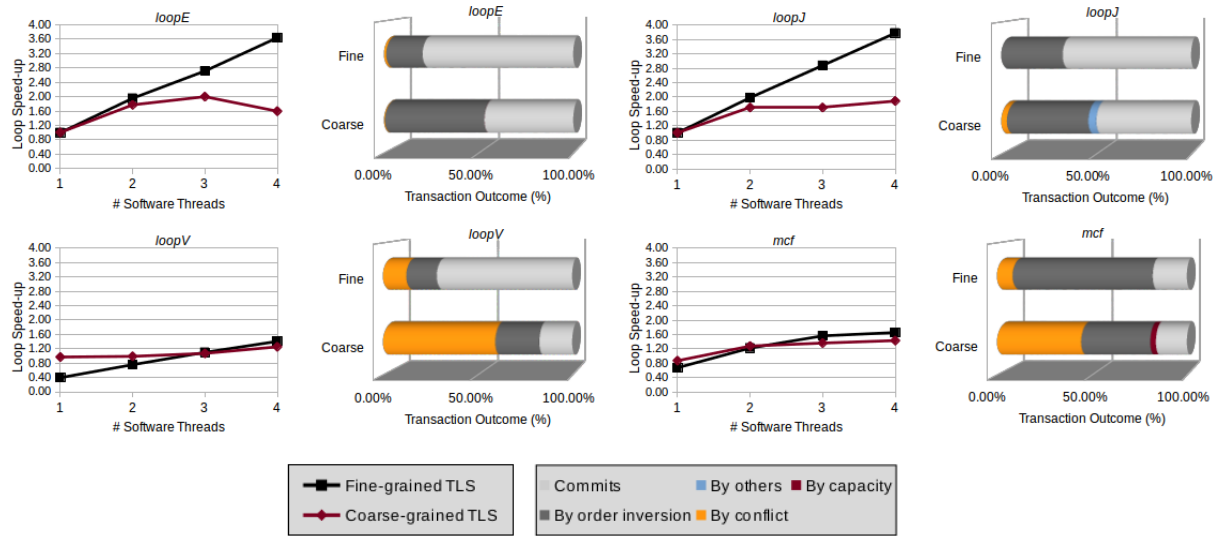 loopE
4.00
3.60
3.20
2.80
2.40
2.00
1.60
1.20
0.80
0.40
0.00
Loop Speed-up
1 2 3 4
# Software Threads
loopE
Fine
Coarse
0.00% 50.00% 100.00%
Transaction Outcome (%)
loopJ
4.00
3.60
3.20
2.80
2.40
2.00
1.60
1.20
0.80
0.40
0.00
Loop Speed-up
1 2 3 4
# Software Threads
loopJ
Fine
Coarse
0.00% 50.00% 100.00%
Transaction Outcome (%)
loopV
4.00
3.60
3.20
2.80
2.40
2.00
1.60
1.20
0.80
0.40
0.00
Loop Speed-up
1 2 3 4
# Software Threads
loopV
Fine
Coarse
0.00% 50.00% 100.00%
Transaction Outcome (%)
mcf
4.00
3.60
3.20
2.80
2.40
2.00
1.60
1.20
0.80
0.40
0.00
Loop Speed-up
1 2 3 4
# Software Threads
mcf
Fine
Coarse
0.00% 50.00% 100.00%
Transaction Outcome (%)
Fine-grained TLS
Coarse-grained TLS
Commits By others By capacity
By order inversion By conflict